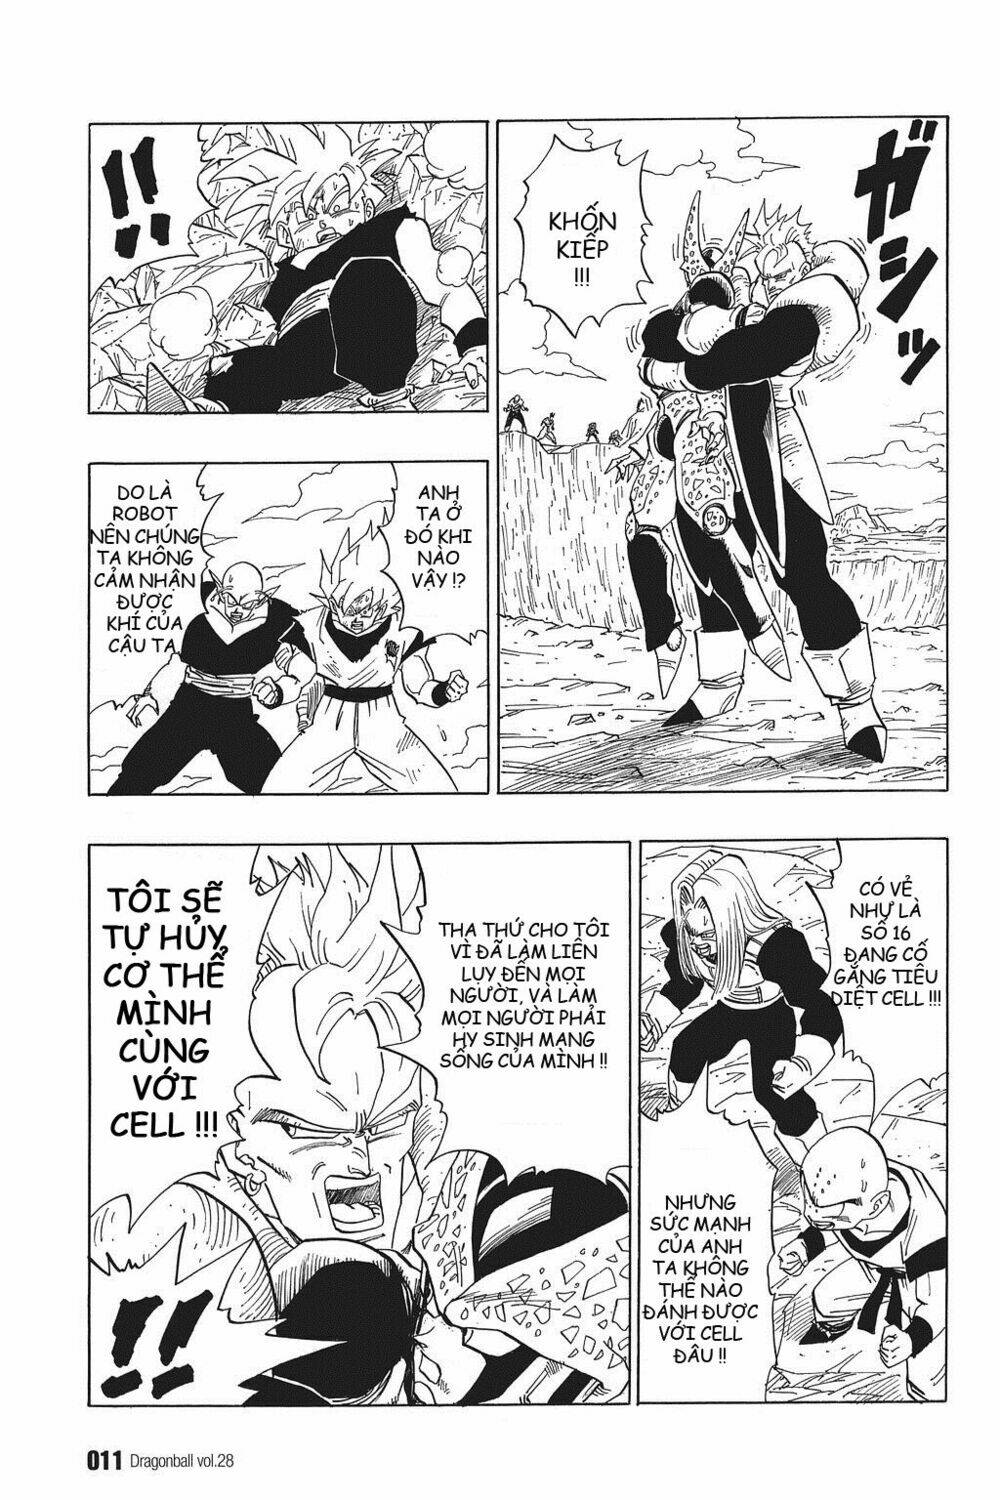 ガシッ
KHỐN
KIẾP
!!!
!!
ANH
TA Ở
ĐÓ KHI
NÀO
VẬY !?
DO LÀ
ROBOT
NÊN CHÚNG
TA KHÔNG
CẢM NHẬN
ĐƯỢC
KHÍ CỦA
CẬU TA
CÓ VẺ
NHƯ LÀ
SỐ 16
ĐANG CỐ
GẮNG TIÊU
DIỆT CELL !!!
NHƯNG
SỨC MẠNH
CỦA ANH
TA KHÔNG
THỂ NÀO
ĐÁNH ĐƯỢC
VỚI CELL
ĐÂU !!
THA THỨ CHO TÔI
VÌ ĐÃ LÀM LIÊN
LỤY ĐẾN MỌI
NGƯỜI, VÀ LÀM
MỌI NGƯỜI PHẢI
HY SINH MẠNG
SỐNG CỦA MÌNH !!
TÔI SẼ
TỰ HỦY
CƠ THỂ
MÌNH
CÙNG
VỚI
CELL !!!
!!
011 Dragonball vol.28